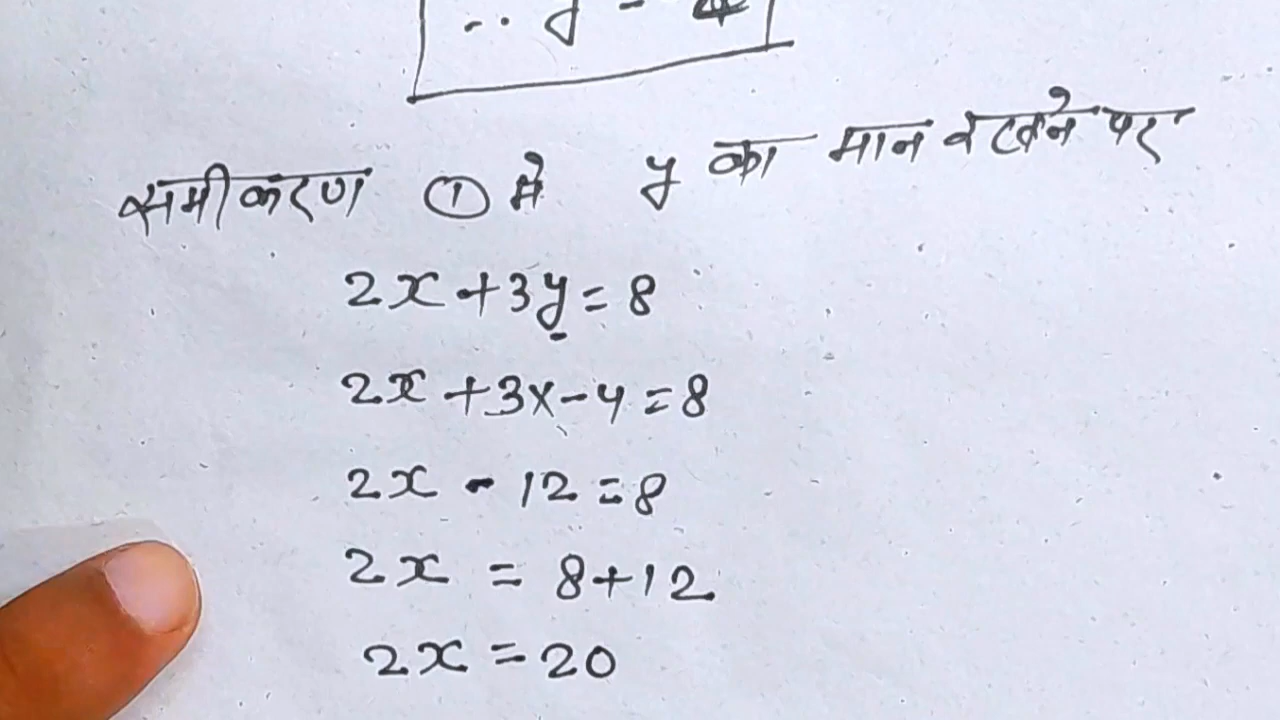 ∴ y = -4
समीकरण ① मे y का मान रखने पर
2x + 3y = 8
2x + 3x - 4 = 8
2x - 12 = 8
2x = 8 + 12
2x = 20